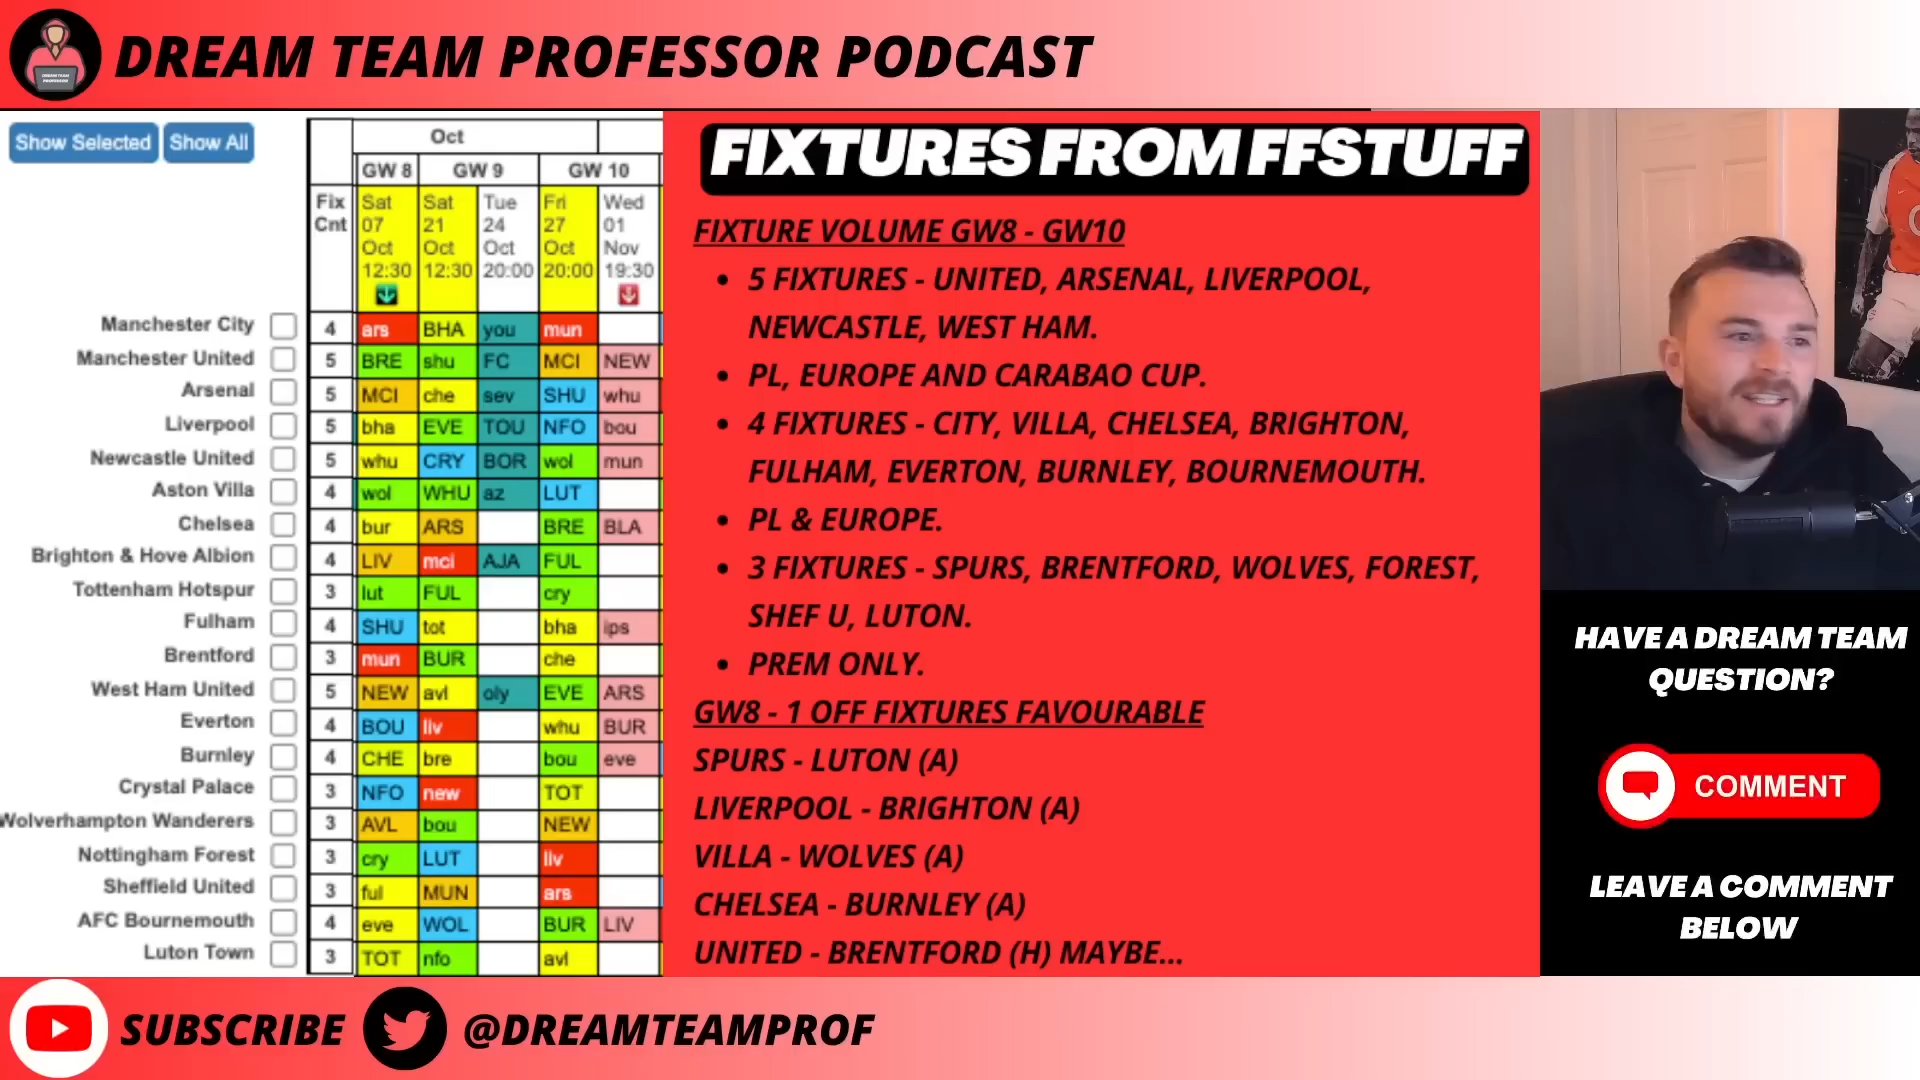 DREAM TEAM PROFESSOR PODCAST
Show Selected Show All
Oct
GW 8 GW 9 GW 10
Fix Sat Sat Tue Fri Wed
Cnt 07 21 24 27 01
Oct Oct Oct Oct Nov
12:30 12:30 20:00 20:00 19:30
Manchester City 4 ars BHA you mun
Manchester United 5 BRE shu FC MCI NEW
Arsenal 5 MCI che sev SHU whu
Liverpool 5 bha EVE TOU NFO bou
Newcastle United 5 whu CRY BOR wol mun
Aston Villa 4 wol WHU az LUT
Chelsea 4 bur ARS BRE BLA
Brighton & Hove Albion 4 LIV mci AJA FUL
Tottenham Hotspur 3 lut FUL cry
Fulham 4 SHU tot bha ips
Brentford 3 mun BUR che
West Ham United 5 NEW avl oly EVE ARS
Everton 4 BOU liv whu BUR
Burnley 4 CHE bre bou eve
Crystal Palace 3 NFO new TOT
Wolverhampton Wanderers 3 AVL bou NEW
Nottingham Forest 3 cry LUT liv
Sheffield United 3 ful MUN ars
AFC Bournemouth 4 eve WOL BUR LIV
Luton Town 3 TOT nfo avl
FIXTURES FROM FFSTUFF
FIXTURE VOLUME GW8 - GW10
• 5 FIXTURES - UNITED, ARSENAL, LIVERPOOL,
NEWCASTLE, WEST HAM.
• PL, EUROPE AND CARABAO CUP.
• 4 FIXTURES - CITY, VILLA, CHELSEA, BRIGHTON,
FULHAM, EVERTON, BURNLEY, BOURNEMOUTH.
• PL & EUROPE.
• 3 FIXTURES - SPURS, BRENTFORD, WOLVES, FOREST,
SHEF U, LUTON.
• PREM ONLY.
GW8 - 1 OFF FIXTURES FAVOURABLE
SPURS - LUTON (A)
LIVERPOOL - BRIGHTON (A)
VILLA - WOLVES (A)
CHELSEA - BURNLEY (A)
UNITED - BRENTFORD (H) MAYBE...
HAVE A DREAM TEAM
QUESTION?
COMMENT
LEAVE A COMMENT
BELOW
SUBSCRIBE
@DREAMTEAMPROF